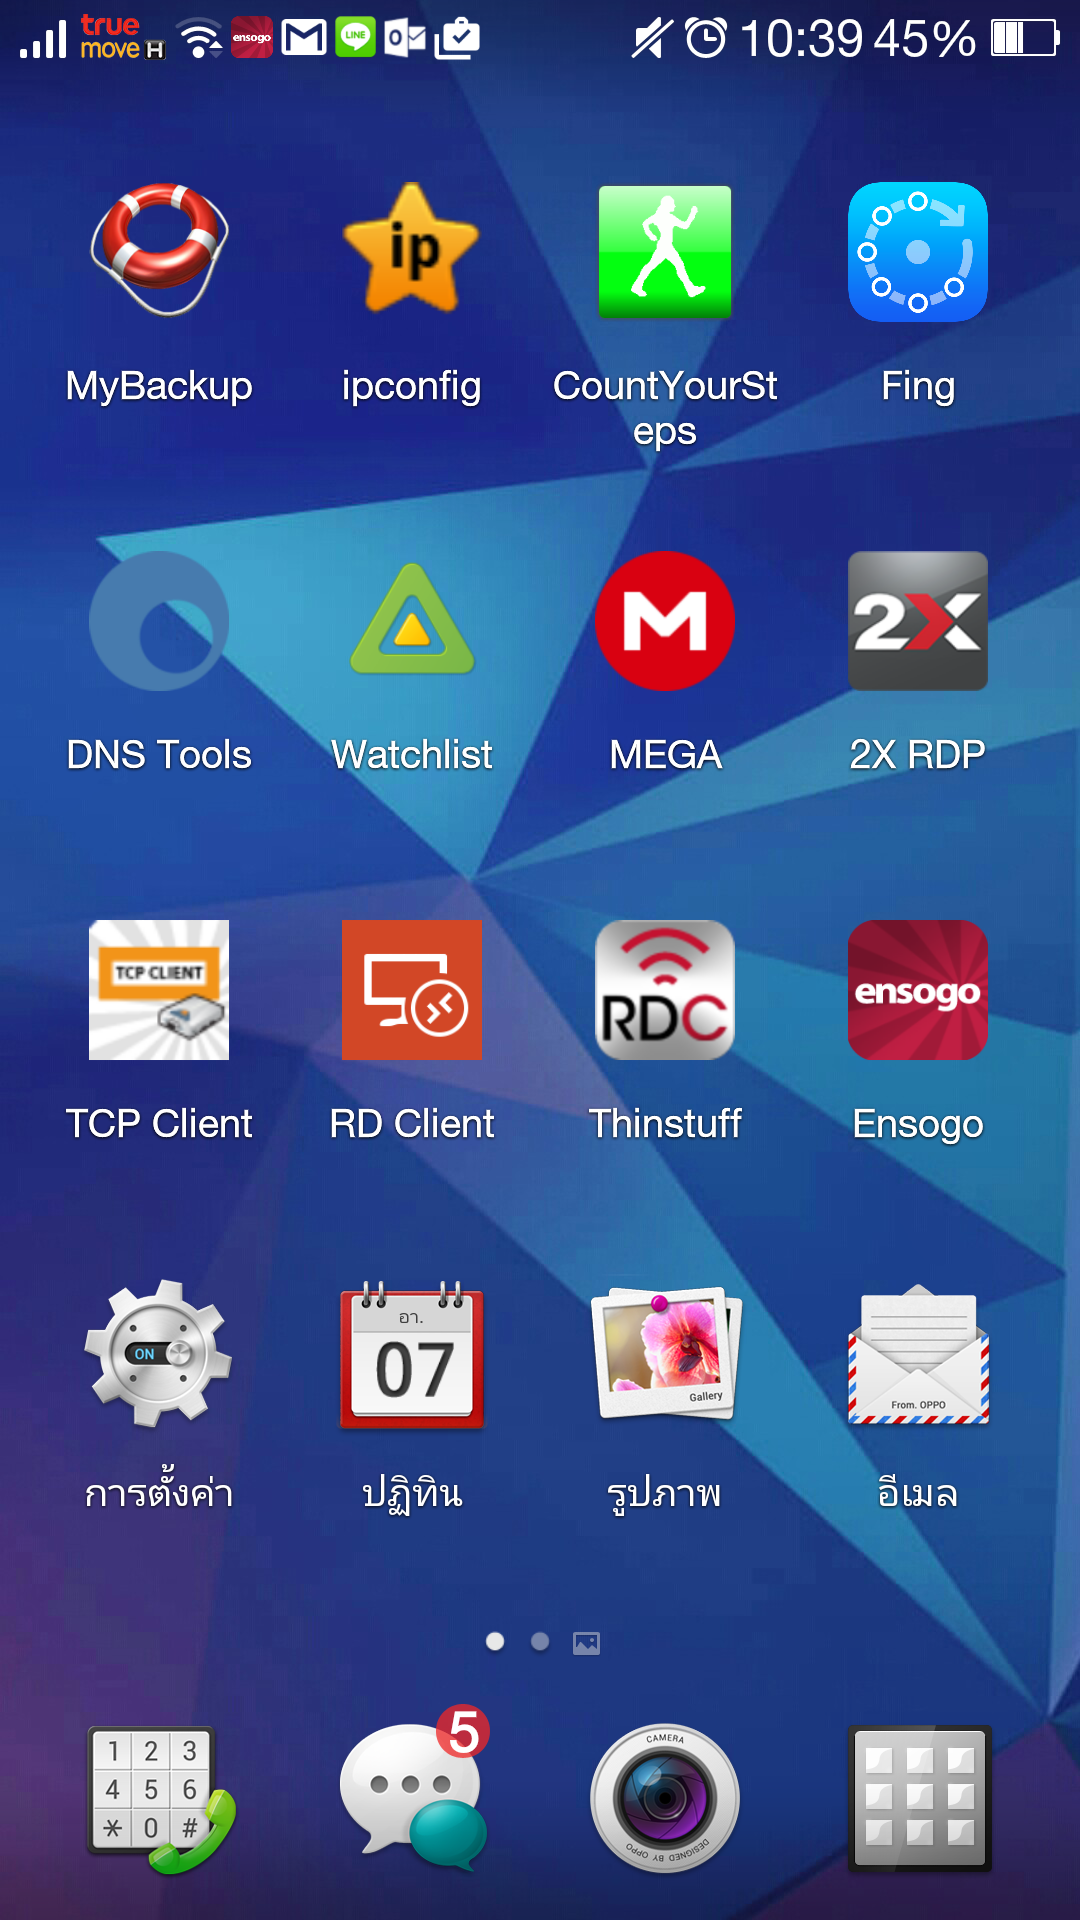 true
move H
ensogo
LINE
10:39 45%
ip
MyBackup ipconfig CountYourSt
eps
Fing
M
2X
DNS Tools Watchlist MEGA 2X RDP
TCP CLIENT
RDC
ensogo
TCP Client RD Client Thinstuff Ensogo
ON
อา.
07
Gallery
From. OPPO
การตั้งค่า ปฏิทิน รูปภาพ อีเมล
1 2 3
4 5 6
* 0 #
5
CAMERA
DESIGNED BY OPPO